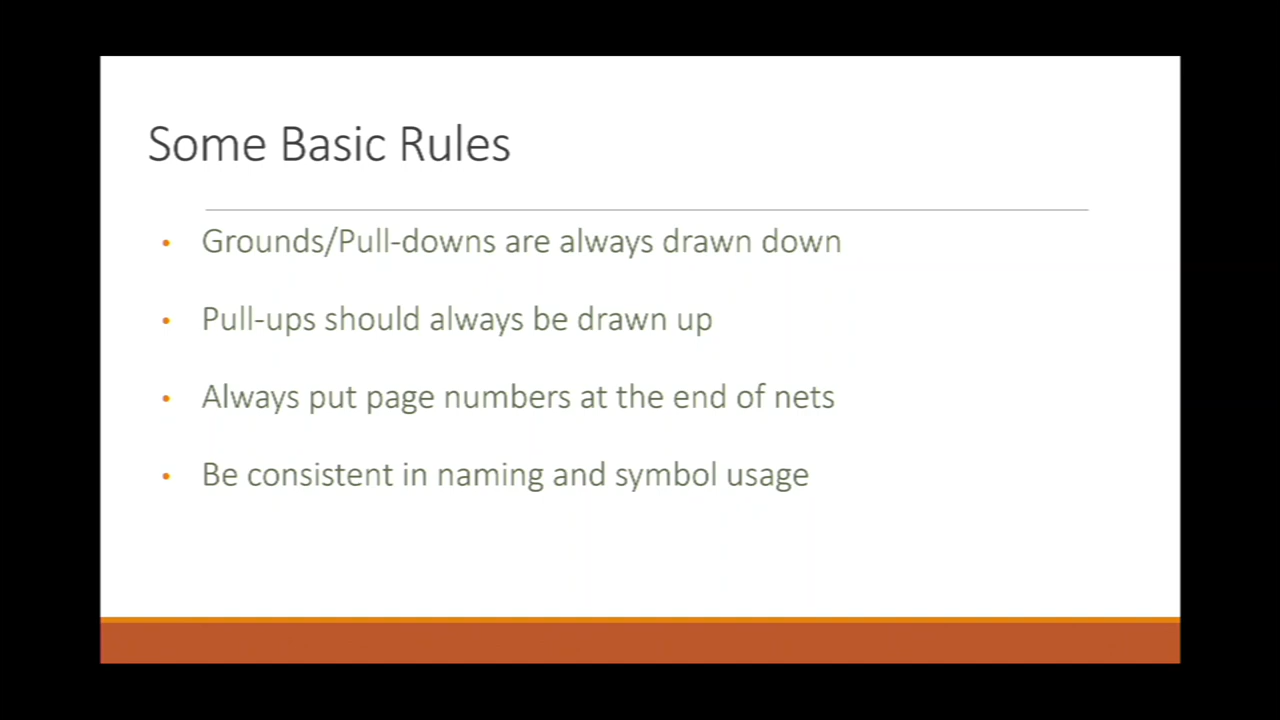 Some Basic Rules
• Grounds/Pull-downs are always drawn down
• Pull-ups should always be drawn up
• Always put page numbers at the end of nets
• Be consistent in naming and symbol usage